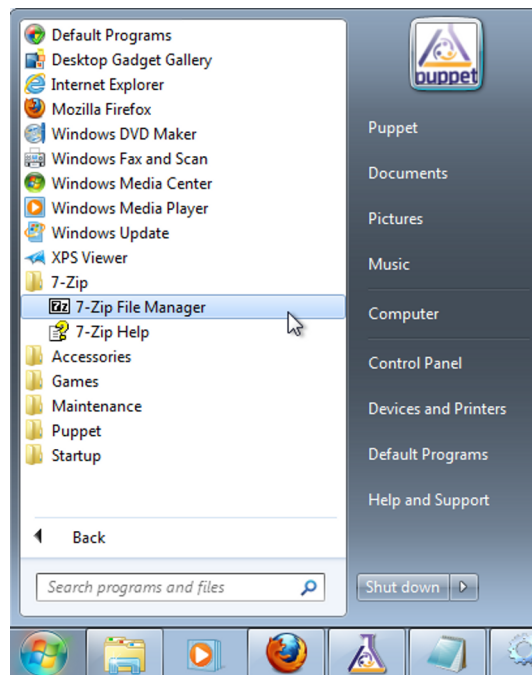 Default Programs
Desktop Gadget Gallery
Internet Explorer
Mozilla Firefox
Windows DVD Maker
Windows Fax and Scan
Windows Media Center
Windows Media Player
Windows Update
XPS Viewer
7-Zip
7z 7-Zip File Manager
7-Zip Help
Accessories
Games
Maintenance
Puppet
Startup
Back
Search programs and files
puppet
Puppet
Documents
Pictures
Music
Computer
Control Panel
Devices and Printers
Default Programs
Help and Support
Shut down